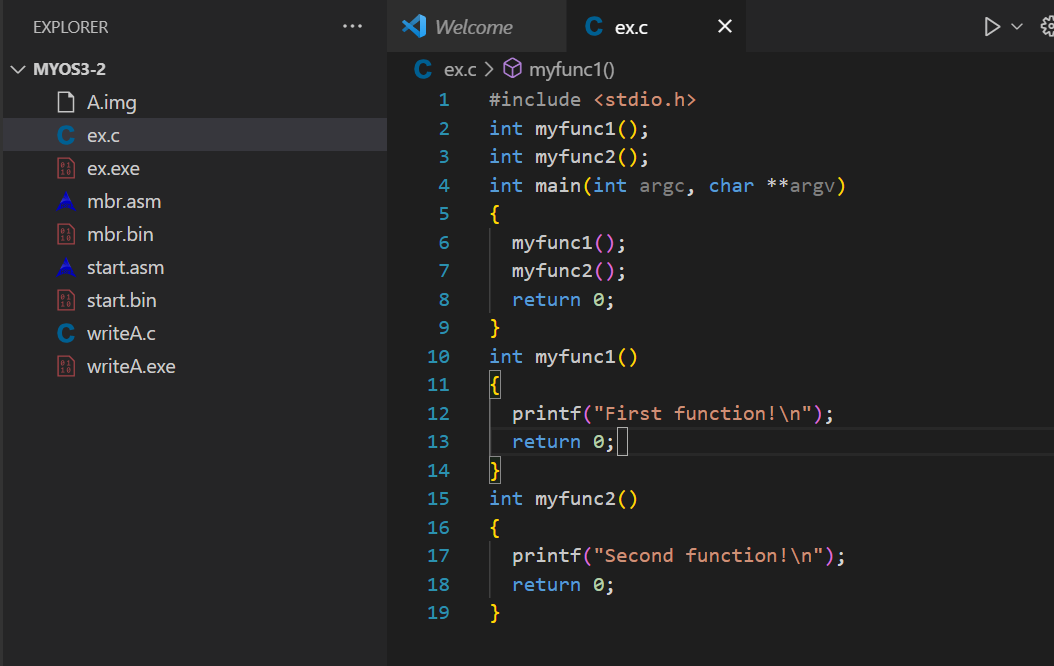 EXPLORER
MYOS3-2
A.img
ex.c
ex.exe
mbr.asm
mbr.bin
start.asm
start.bin
writeA.c
writeA.exe
Welcome
C ex.c
C ex.c > myfunc1()
1 #include <stdio.h>
2 int myfunc1();
3 int myfunc2();
4 int main(int argc, char **argv)
5 {
6 myfunc1();
7 myfunc2();
8 return 0;
9 }
10 int myfunc1()
11 {
12 printf("First function!\n");
13 return 0;
14 }
15 int myfunc2()
16 {
17 printf("Second function!\n");
18 return 0;
19 }